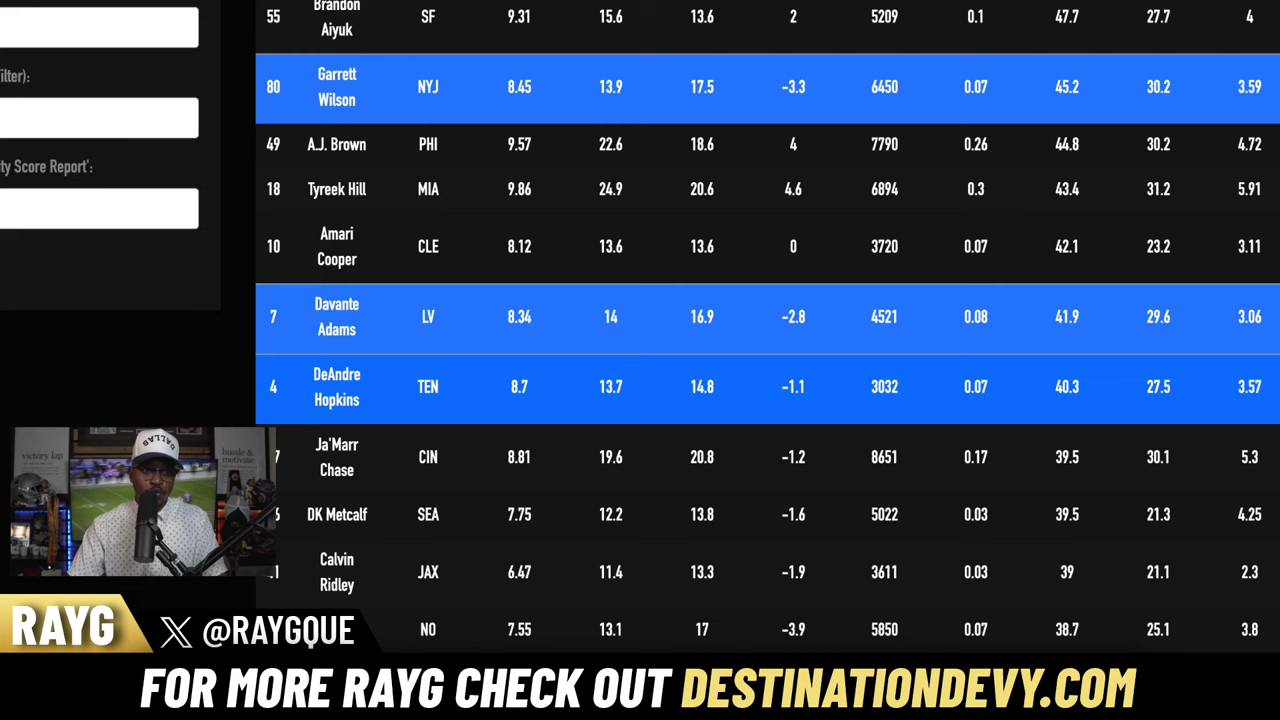 55 Brandon Aiyuk SF 9.31 15.6 13.6 2 5209 0.1 47.7 27.7 4
ilter):
80 Garrett Wilson NYJ 8.45 13.9 17.5 -3.3 6450 0.07 45.2 30.2 3.59
49 A.J. Brown PHI 9.57 22.6 18.6 4 7790 0.26 44.8 30.2 4.72
ty Score Report':
18 Tyreek Hill MIA 9.86 24.9 20.6 4.6 6894 0.3 43.4 31.2 5.91
10 Amari Cooper CLE 8.12 13.6 13.6 0 3720 0.07 42.1 23.2 3.11
7 Davante Adams LV 8.34 14 16.9 -2.8 4521 0.08 41.9 29.6 3.06
4 DeAndre Hopkins TEN 8.7 13.7 14.8 -1.1 3032 0.07 40.3 27.5 3.57
Ja'Marr Chase CIN 8.81 19.6 20.8 -1.2 8651 0.17 39.5 30.1 5.3
DK Metcalf SEA 7.75 12.2 13.8 -1.6 5022 0.03 39.5 21.3 4.25
Calvin Ridley JAX 6.47 11.4 13.3 -1.9 3611 0.03 39 21.1 2.3
NO 7.55 13.1 17 -3.9 5850 0.07 38.7 25.1 3.8
victory lap
hustle & motivate
DALLAS
RAYG
X @RAYGQUE
FOR MORE RAYG CHECK OUT DESTINATIONDEVY.COM